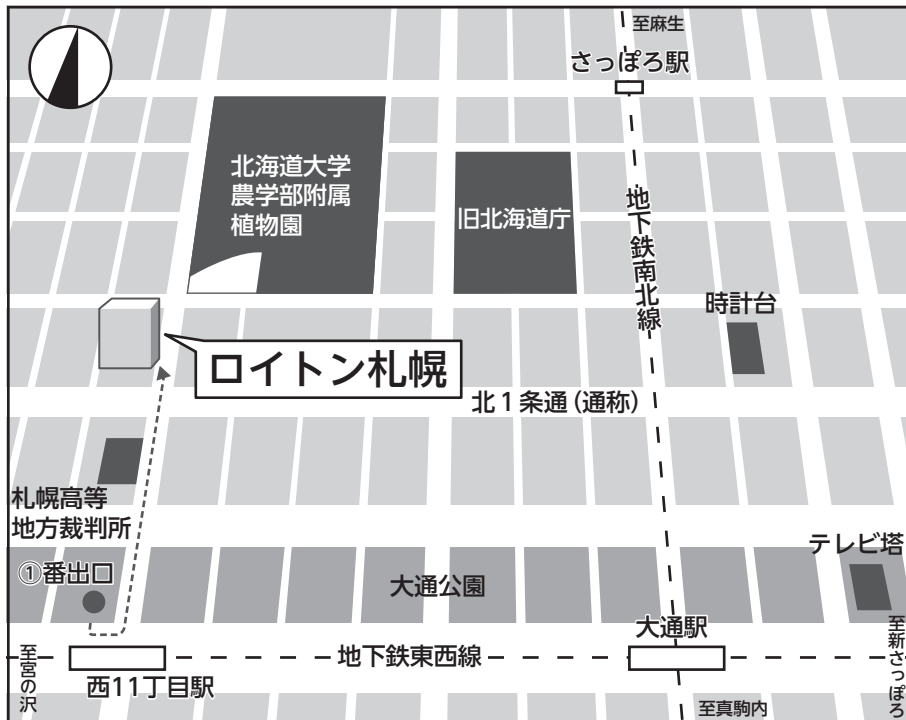 至麻生
さっぽろ駅
北海道大学
農学部附属
植物園
旧北海道庁
地下鉄南北線
時計台
ロイトン札幌
北1条通(通称)
札幌高等
地方裁判所
①番出口
大通公園
テレビ塔
至宮の沢
西11丁目駅
地下鉄東西線
大通駅
至新さっぽろ
至真駒内